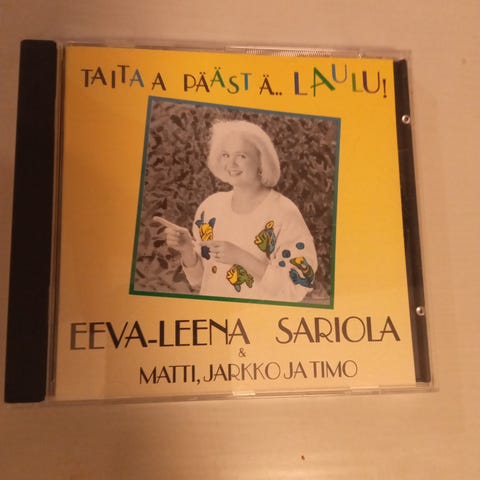 TAITAA PÄÄSTÄ.. LAULU!
EEVA-LEENA SARIOLA
&
MATTI, JARKKO JA TIMO